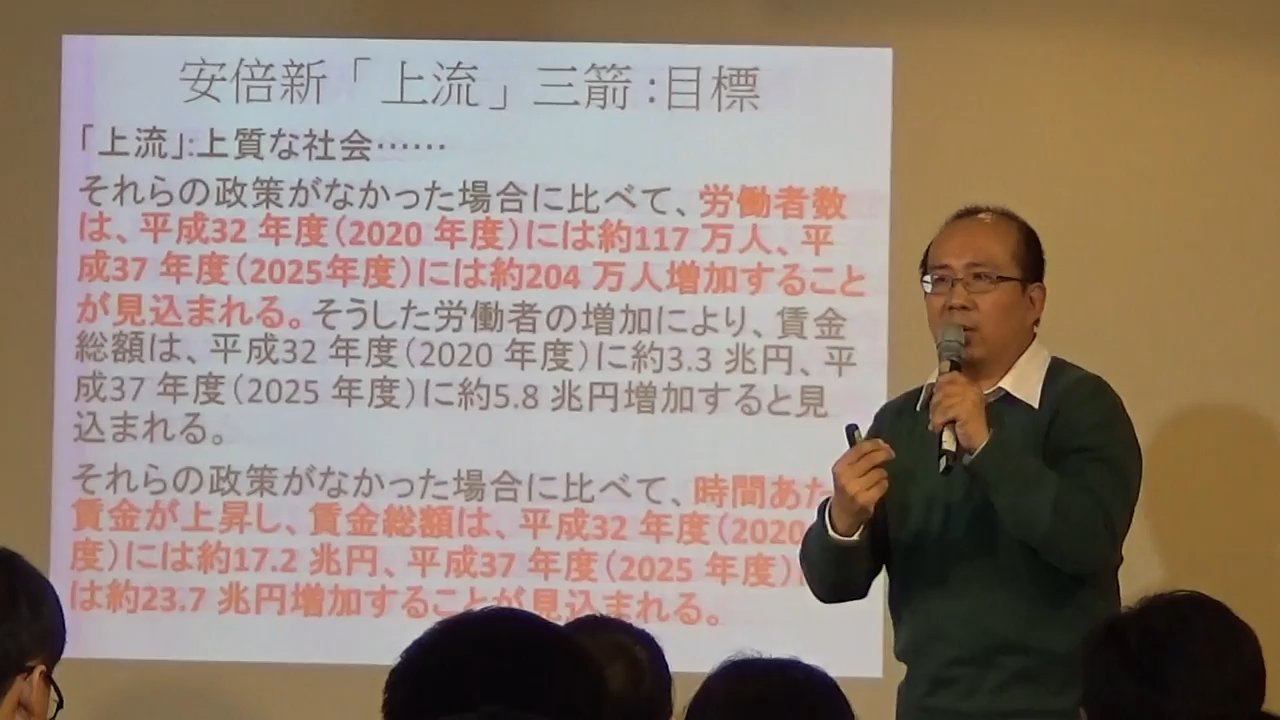 安倍新「上流」三箭:目標
「上流」:上質な社会……
それらの政策がなかった場合に比べて、労働者数
は、平成32 年度(2020 年度)には約117 万人、平
成37 年度(2025年度)には約204 万人増加すること
が見込まれる。そうした労働者の増加により、賃金
総額は、平成32 年度(2020 年度)に約3.3 兆円、平
成37 年度(2025 年度)に約5.8 兆円増加すると見
込まれる。
それらの政策がなかった場合に比べて、時間あた
賃金が上昇し、賃金総額は、平成32 年度(2020
度)には約17.2 兆円、平成37 年度(2025 年度)
は約23.7 兆円増加することが見込まれる。